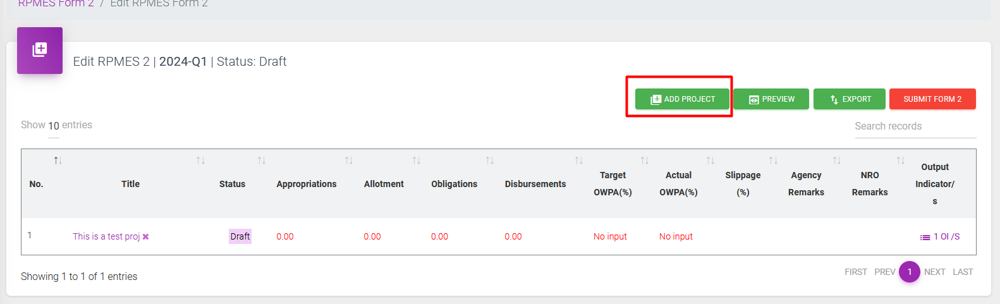 RPMES Form 2 / Edit RPMES Form 2
Edit RPMES 2 | 2024-Q1 | Status: Draft
ADD PROJECT
PREVIEW
EXPORT
SUBMIT FORM 2
Show 10 entries
Search records
No.
Title
Status
Appropriations
Allotment
Obligations
Disbursements
Target
OWPA(%)
Actual
OWPA(%)
Slippage
(%)
Agency
Remarks
NRO
Remarks
Output
Indicator/
s
1
This is a test proj
Draft
0.00
0.00
0.00
0.00
No input
No input
1 OI /S
Showing 1 to 1 of 1 entries
FIRST PREV 1 NEXT LAST